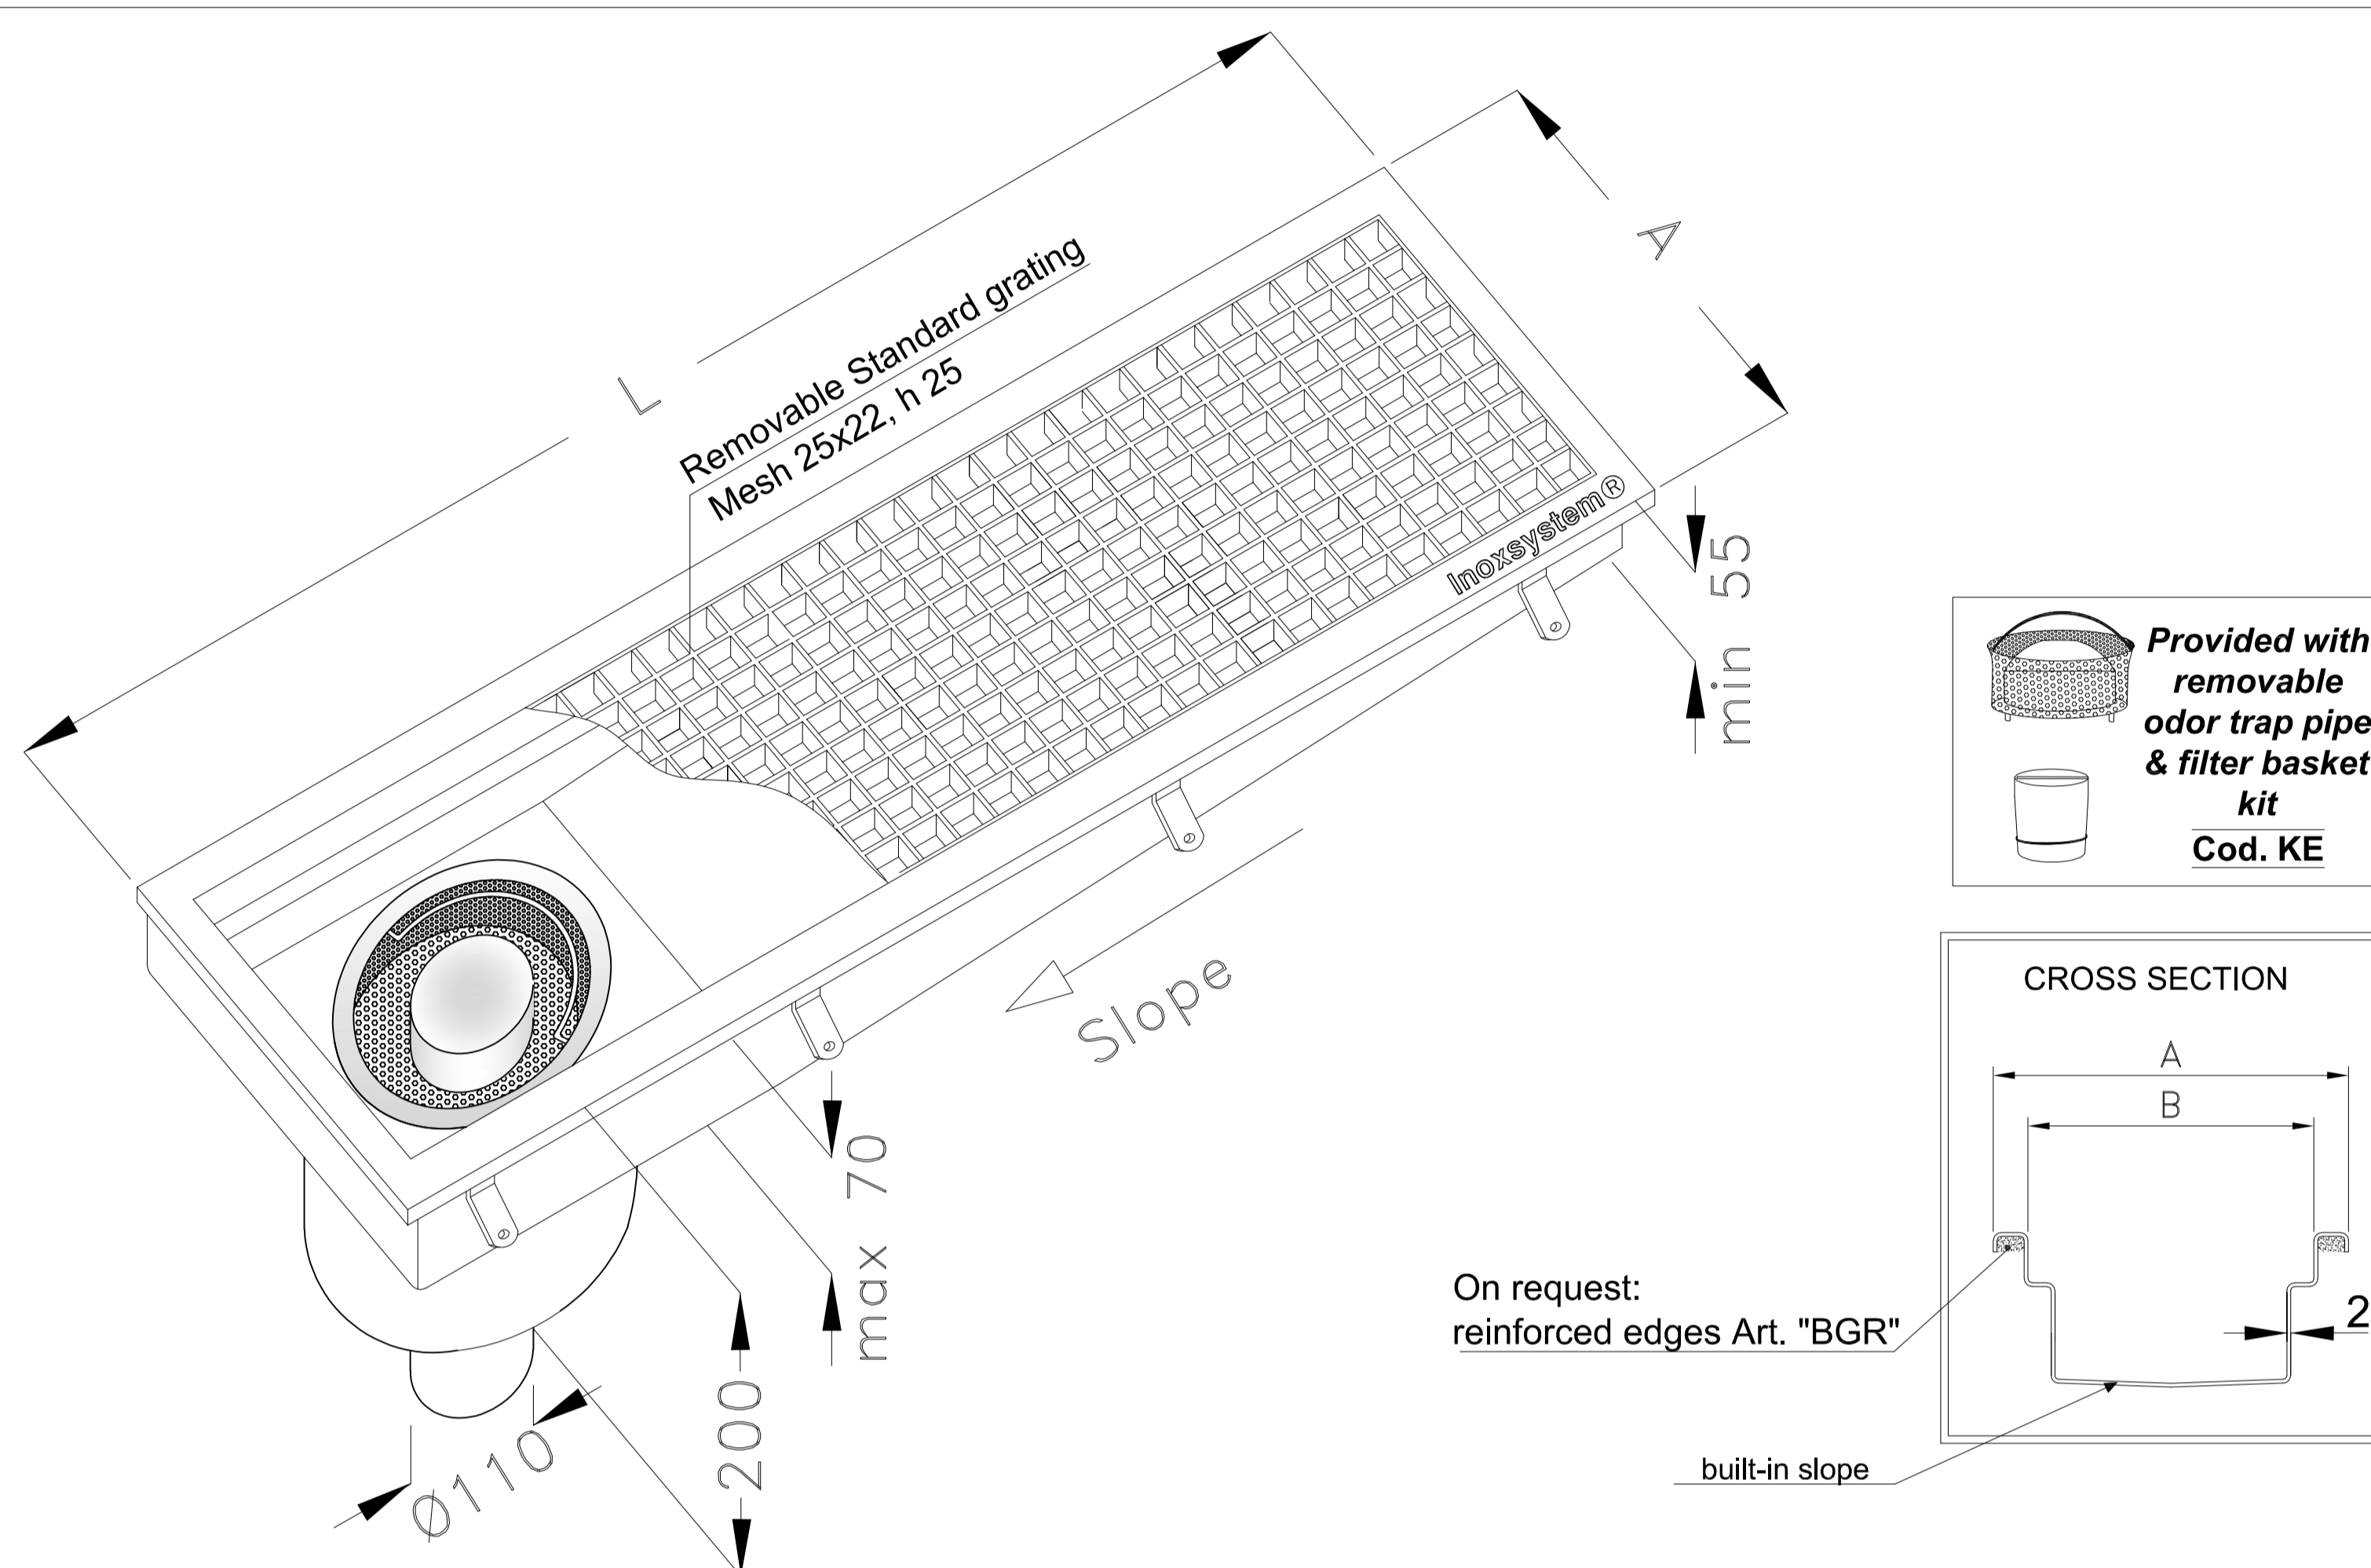 L
A
Removable Standard grating
Mesh 25x22, h 25
Inoxsystem®
min 55
Slope
max 70
200
Ø110
Provided with
removable
odor trap pipe
& filter basket
kit
Cod. KE
CROSS SECTION
A
B
2
On request:
reinforced edges Art. "BGR"
built-in slope